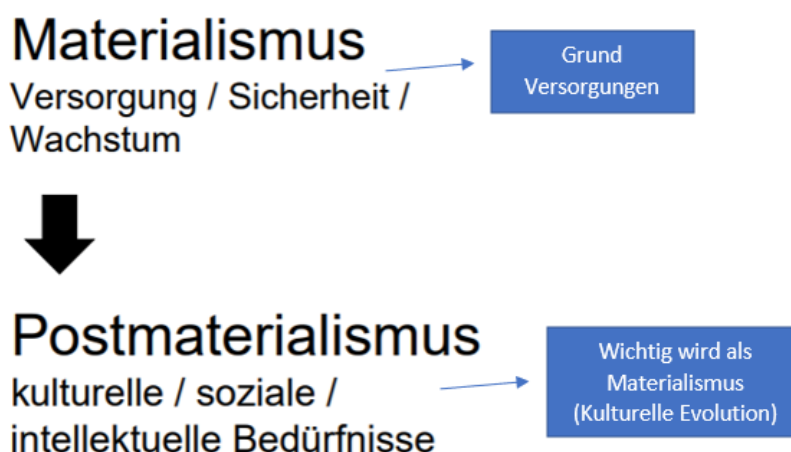 Materialismus
Versorgung / Sicherheit /
Wachstum
Grund
Versorgungen
Postmaterialismus
kulturelle / soziale /
intellektuelle Bedürfnisse
Wichtig wird als
Materialismus
(Kulturelle Evolution)